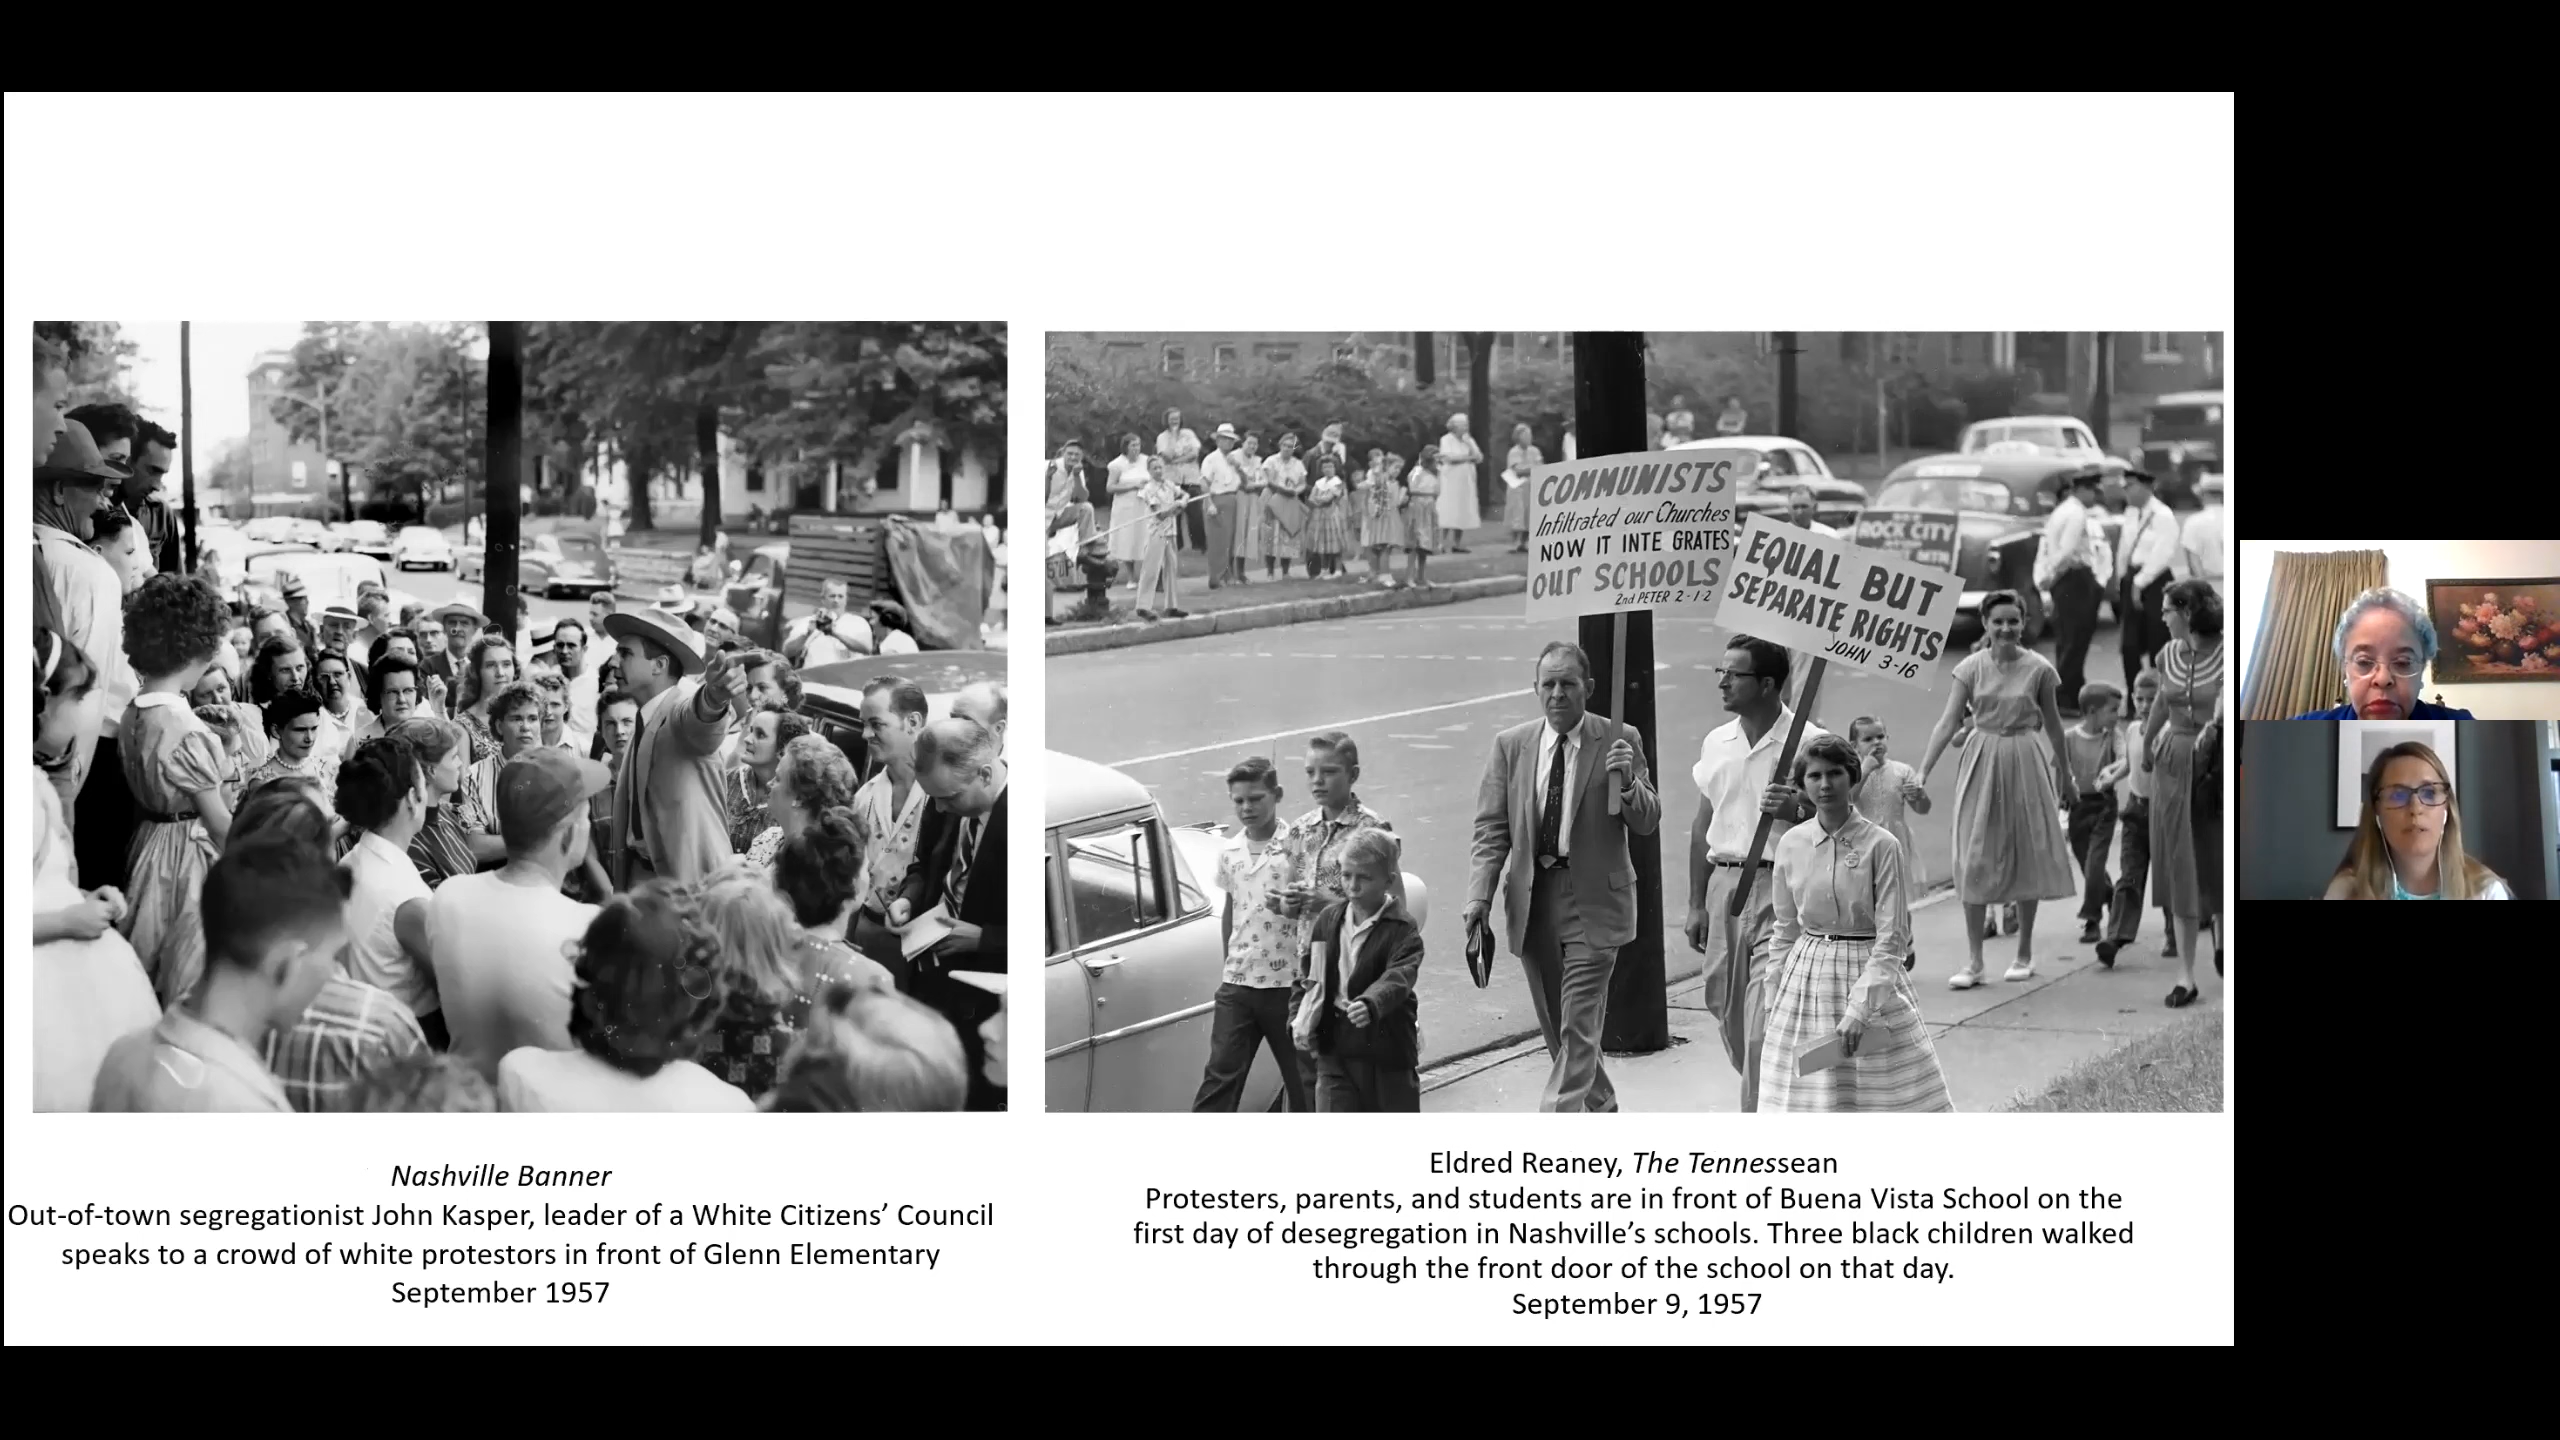 COMMUNISTS
Infiltrated our Churches
NOW IT INTE GRATES
our SCHOOLS
2nd PETER 2-1-2
EQUAL BUT
SEPARATE RIGHTS
JOHN 3-16
ROCK CITY
Nashville Banner
Out-of-town segregationist John Kasper, leader of a White Citizens’ Council
speaks to a crowd of white protestors in front of Glenn Elementary
September 1957
Eldred Reaney, The Tennessean
Protesters, parents, and students are in front of Buena Vista School on the
first day of desegregation in Nashville’s schools. Three black children walked
through the front door of the school on that day.
September 9, 1957